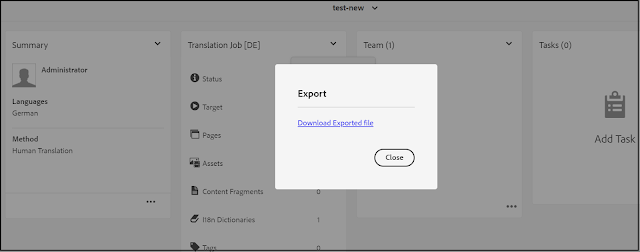 test-new
Summary
Administrator
Languages
German
Method
Human Translation
Translation Job [DE]
Status
Target
Pages
Assets
Content Fragments
0
I18n Dictionaries
1
Tags
0
Team (1)
Tasks (0)
Add Task
Export
Download Exported file
Close